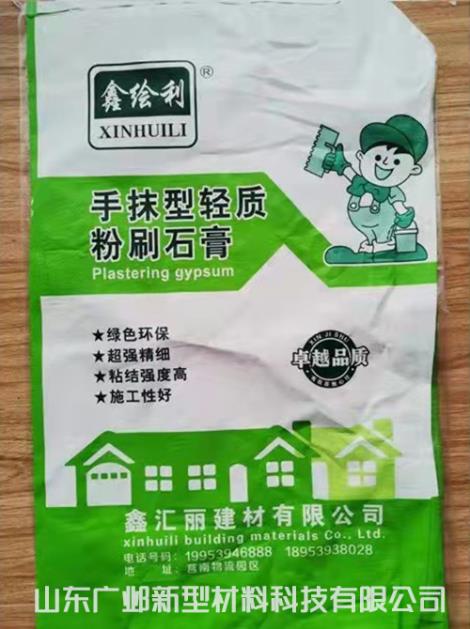 鑫绘利
®
XINHUILI
手抹型轻质
粉刷石膏
Plastering gypsum
★绿色环保
★超强精细
★粘结强度高
★施工性好
XIN JI SHU
卓越品质
鑫汇丽建材有限公司
xinhuili building materials Co., Ltd.
电话号码：19953946888 18953938028
地 址：莒南物流园区
山东广邺新型材料科技有限公司